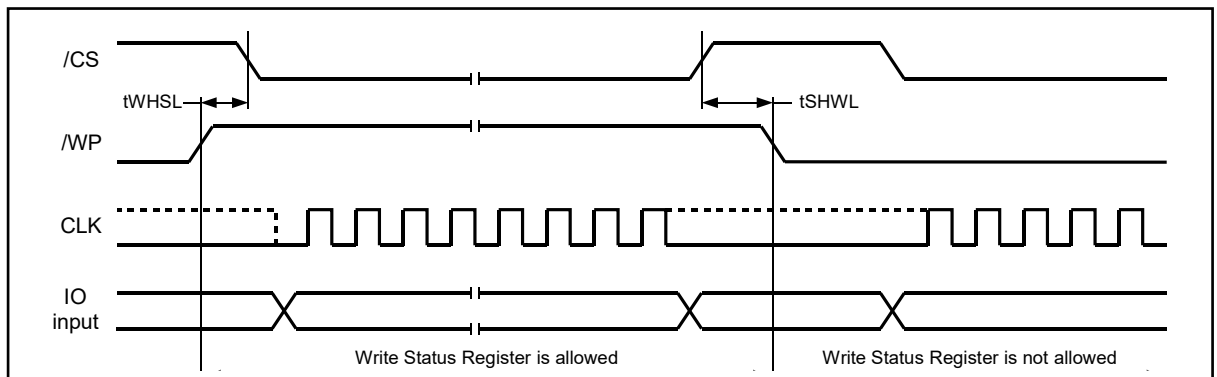 /CS
tWHSL
tSHWL
/WP
CLK
IO
input
Write Status Register is allowed
Write Status Register is not allowed